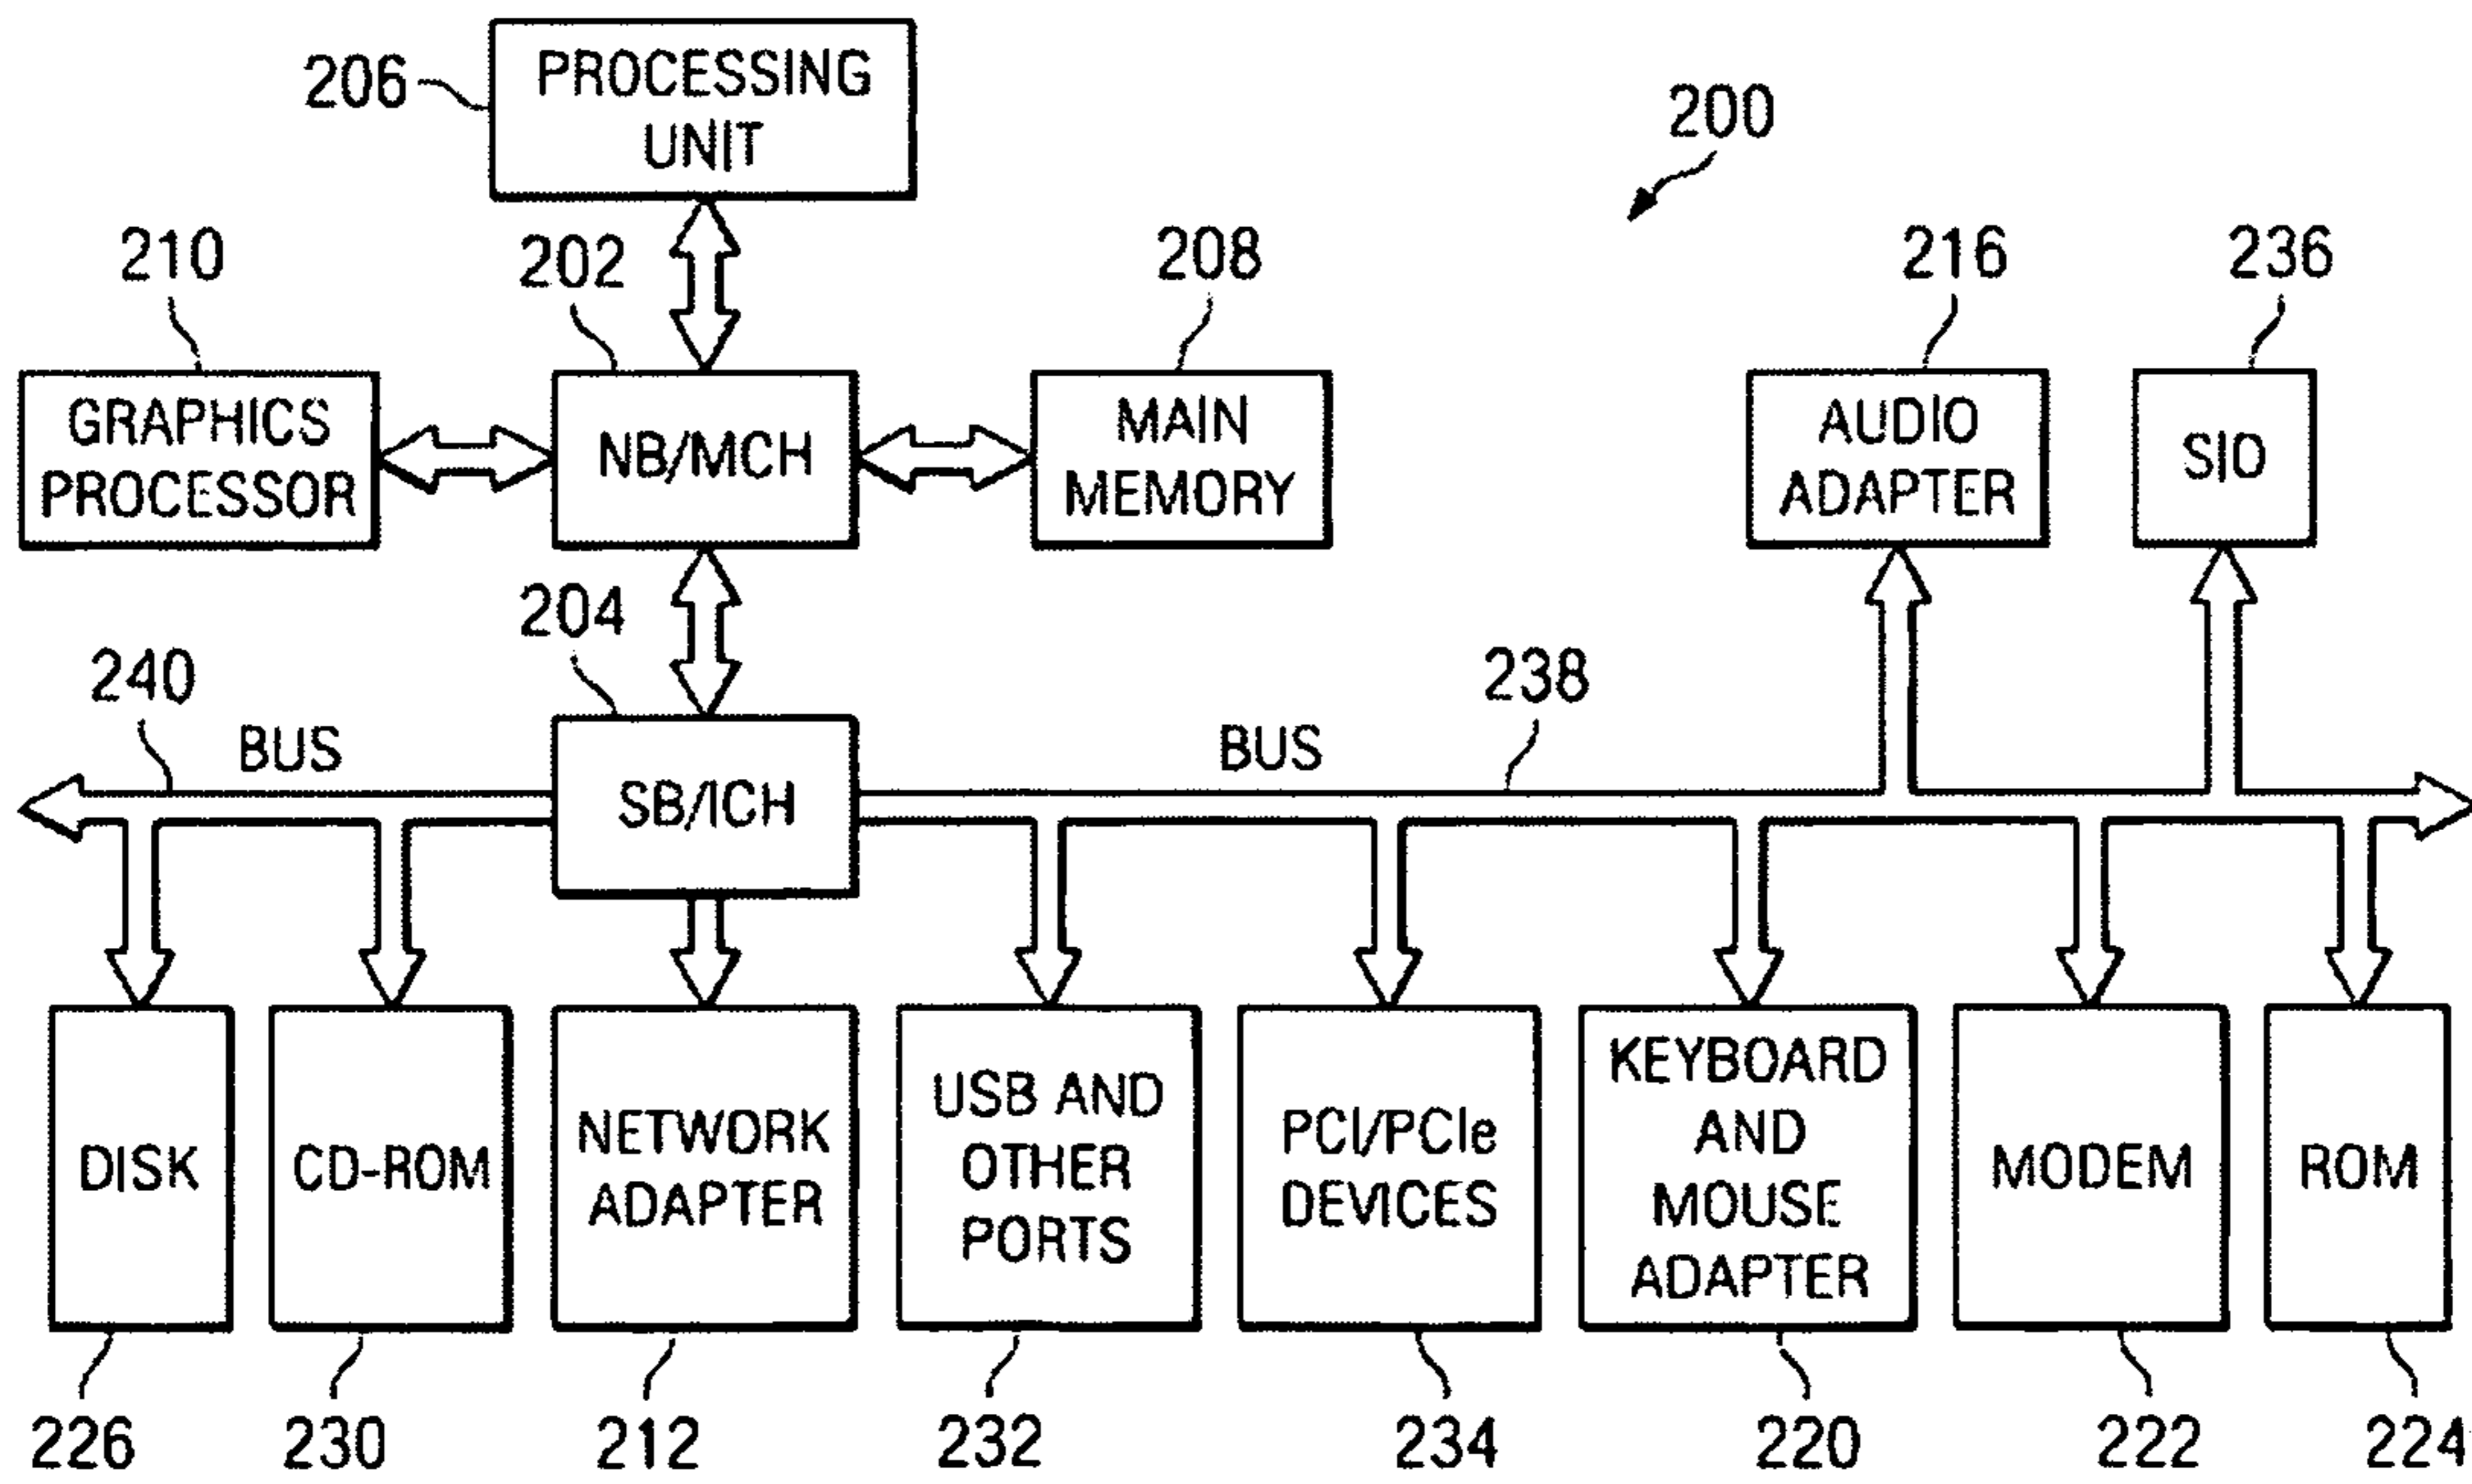 206
PROCESSING
UNIT
200
210
202
208
216
236
GRAPHICS
PROCESSOR
NB/MCH
MAIN
MEMORY
AUDIO
ADAPTER
SIO
204
240
BUS
238
BUS
SB/ICH
DISK
CD-ROM
NETWORK
ADAPTER
USB AND
OTHER
PORTS
PCI/PCIe
DEVICES
KEYBOARD
AND
MOUSE
ADAPTER
MODEM
ROM
226
230
212
232
234
220
222
224